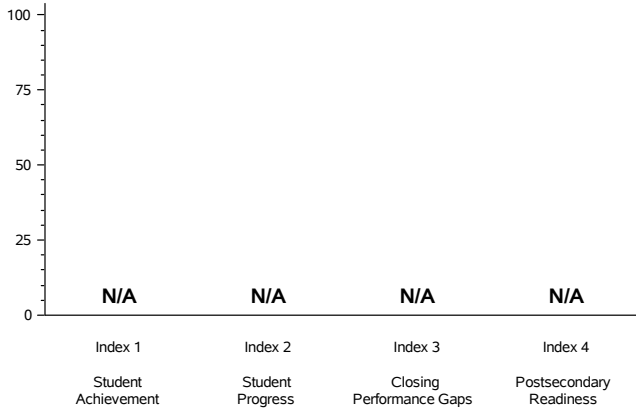 100
75
50
25
0
N/A N/A N/A N/A
Index 1 Index 2 Index 3 Index 4
Student Student Closing Postsecondary
Achievement Progress Performance Gaps Readiness